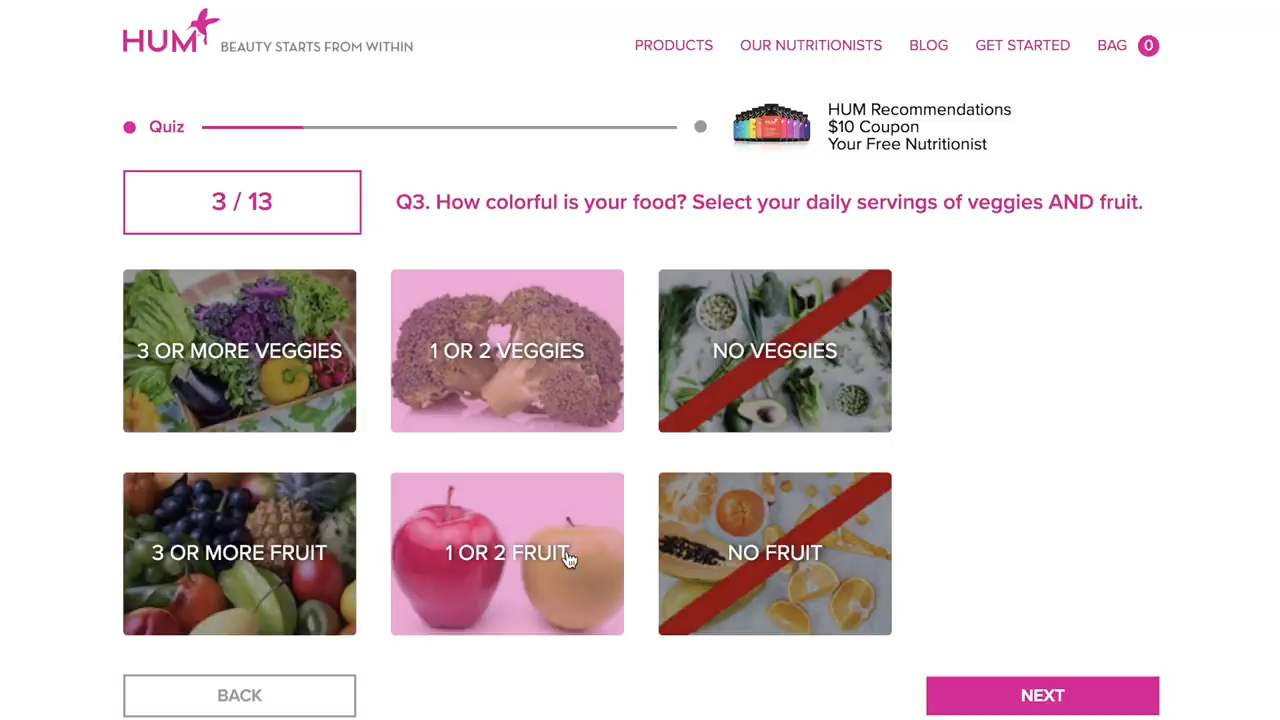 HUM BEAUTY STARTS FROM WITHIN
PRODUCTS OUR NUTRITIONISTS BLOG GET STARTED BAG 0
Quiz
HUM Recommendations
$10 Coupon
Your Free Nutritionist
3 / 13
Q3. How colorful is your food? Select your daily servings of veggies AND fruit.
3 OR MORE VEGGIES
1 OR 2 VEGGIES
NO VEGGIES
3 OR MORE FRUIT
1 OR 2 FRUIT
NO FRUIT
BACK
NEXT